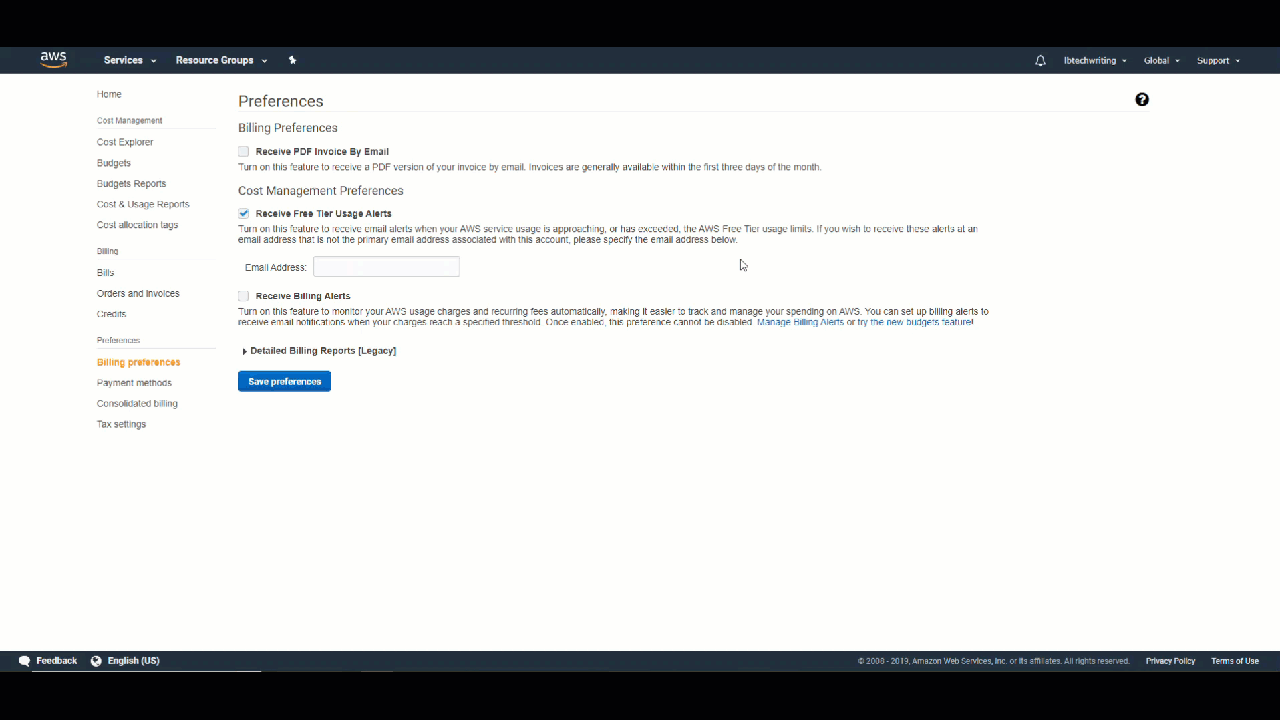 aws Services Resource Groups lbtechwriting Global Support
Home
Cost Management
Cost Explorer
Budgets
Budgets Reports
Cost & Usage Reports
Cost allocation tags
Billing
Bills
Orders and invoices
Credits
Preferences
Billing preferences
Payment methods
Consolidated billing
Tax settings
Preferences
?
Billing Preferences
Receive PDF Invoice By Email
Turn on this feature to receive a PDF version of your invoice by email. Invoices are generally available within the first three days of the month.
Cost Management Preferences
Receive Free Tier Usage Alerts
Turn on this feature to receive email alerts when your AWS service usage is approaching, or has exceeded, the AWS Free Tier usage limits. If you wish to receive these alerts at an
email address that is not the primary email address associated with this account, please specify the email address below.
Email Address:
Receive Billing Alerts
Turn on this feature to monitor your AWS usage charges and recurring fees automatically, making it easier to track and manage your spending on AWS. You can set up billing alerts to
receive email notifications when your charges reach a specified threshold. Once enabled, this preference cannot be disabled. Manage Billing Alerts or try the new budgets feature!
Detailed Billing Reports [Legacy]
Save preferences
Feedback English (US) © 2008 - 2019, Amazon Web Services, Inc. or its affiliates. All rights reserved. Privacy Policy Terms of Use